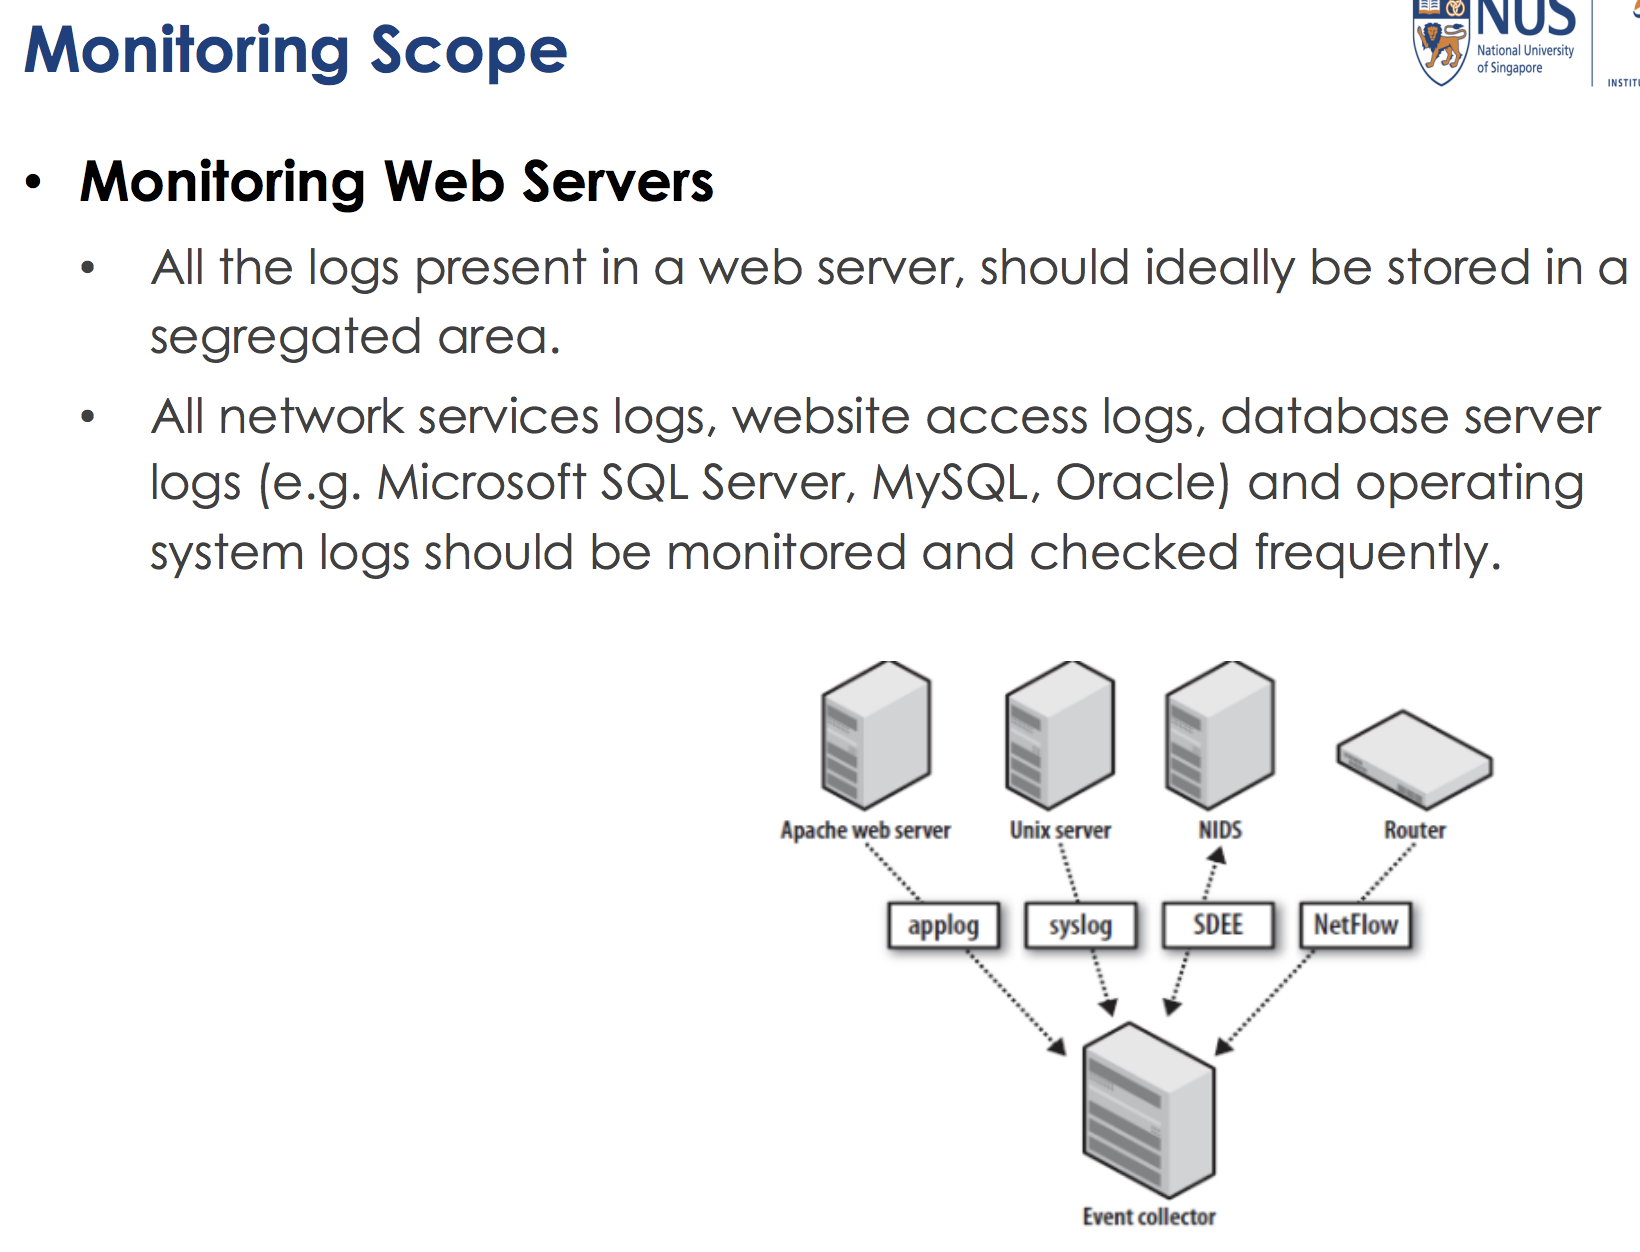 Monitoring Scope
NUS
National University
of Singapore
• Monitoring Web Servers
• All the logs present in a web server, should ideally be stored in a
segregated area.
• All network services logs, website access logs, database server
logs (e.g. Microsoft SQL Server, MySQL, Oracle) and operating
system logs should be monitored and checked frequently.
Apache web server
Unix server
NIDS
Router
applog
syslog
SDEE
NetFlow
Event collector